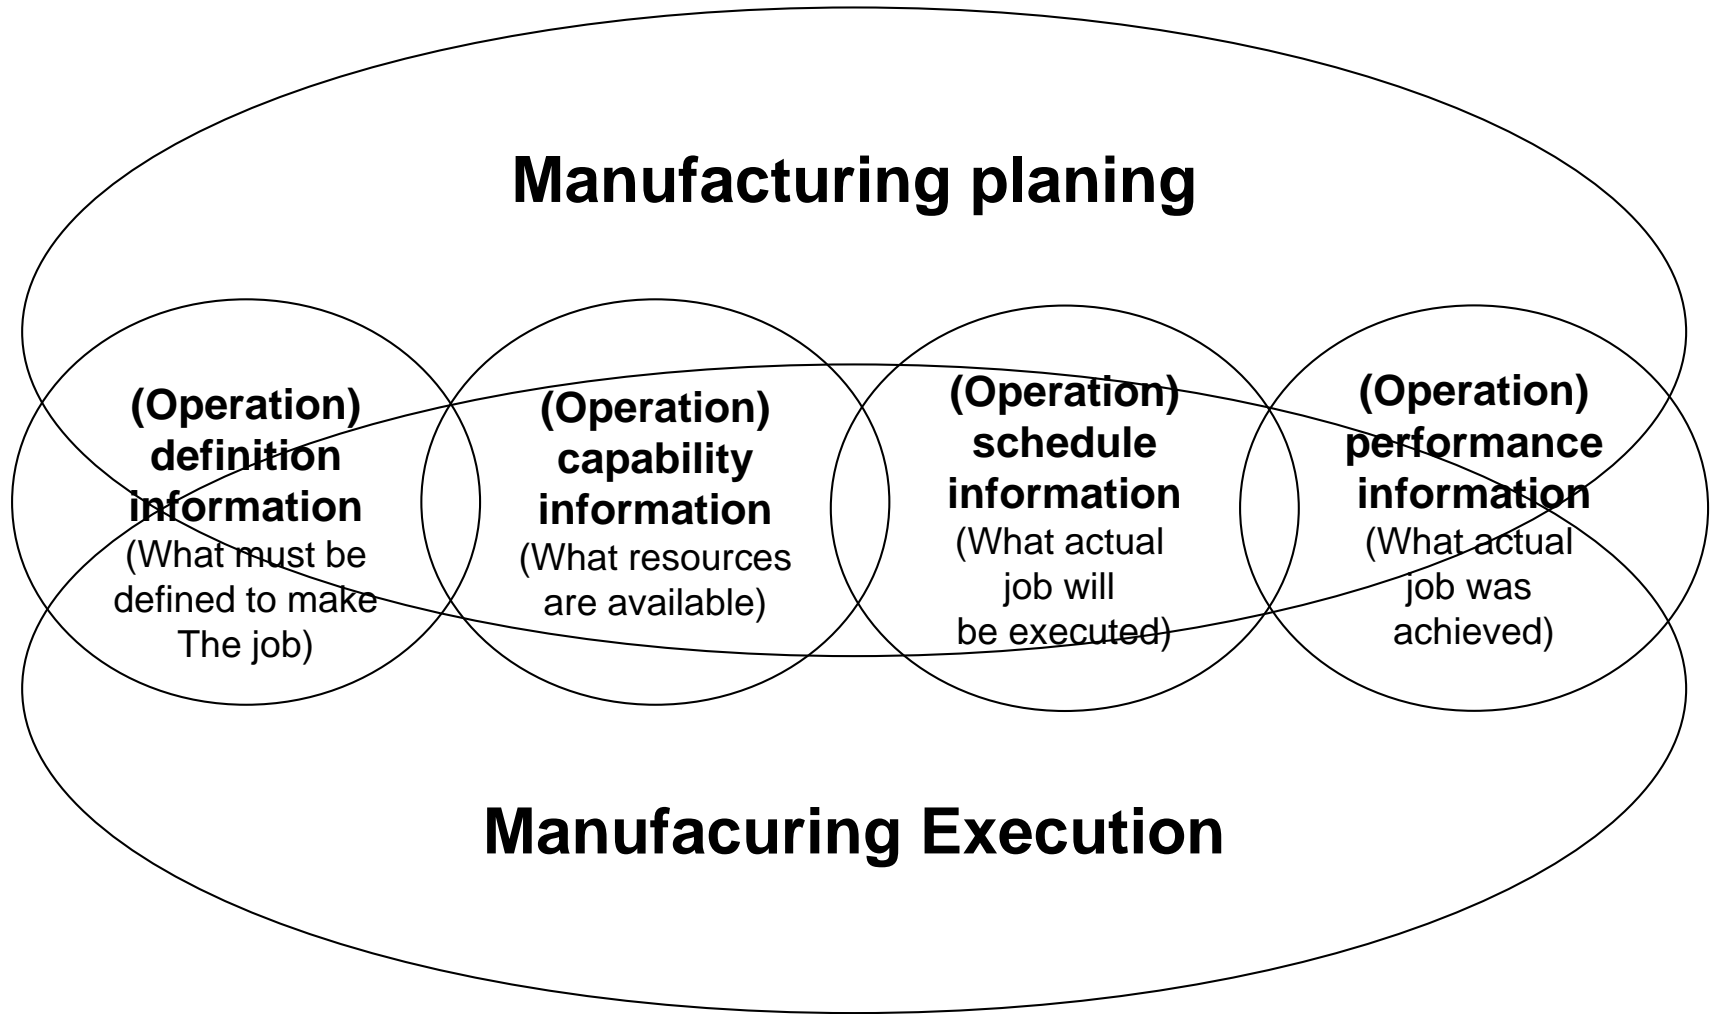 Manufacturing planing
(Operation)
definition
information
(What must be
defined to make
The job)
(Operation)
capability
information
(What resources
are available)
(Operation)
schedule
information
(What actual
job will
be executed)
(Operation)
performance
information
(What actual
job was
achieved)
Manufacuring Execution